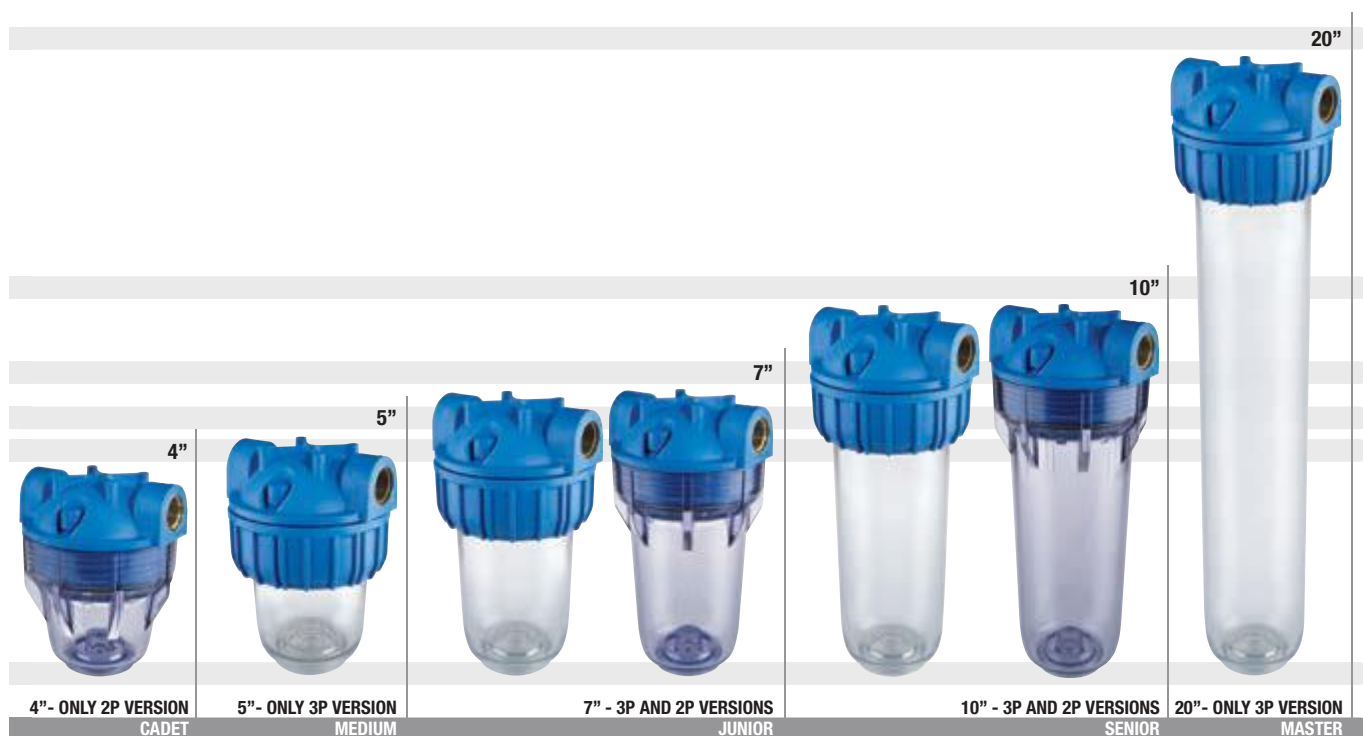 20”
10”
7”
5”
4”
4”- ONLY 2P VERSION
5”- ONLY 3P VERSION
7” - 3P AND 2P VERSIONS
10” - 3P AND 2P VERSIONS
20”- ONLY 3P VERSION
CADET
MEDIUM
JUNIOR
SENIOR
MASTER